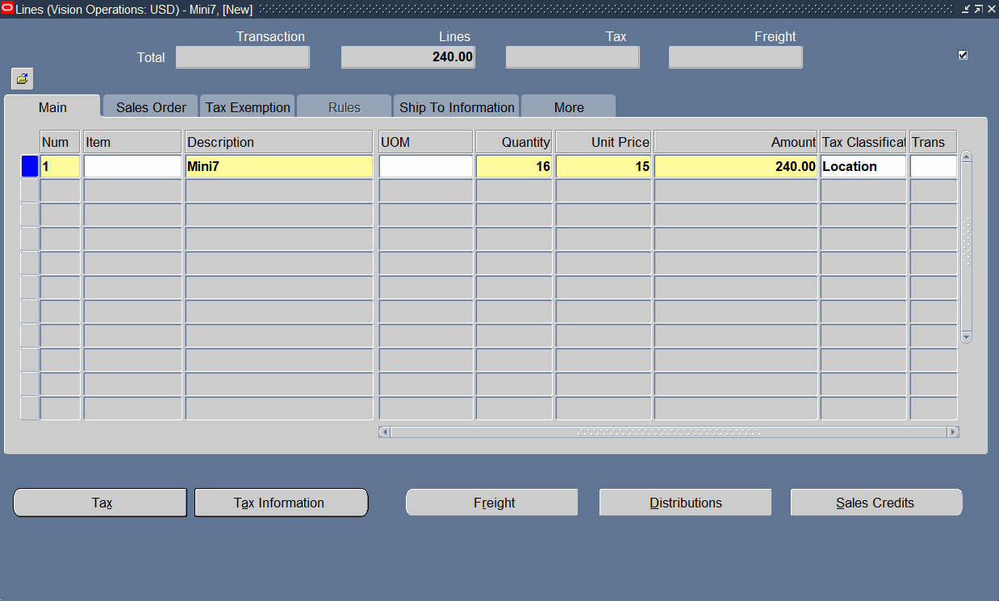 Lines (Vision Operations: USD) - Mini7, [New]
Transaction Lines Tax Freight
Total 240.00
Main Sales Order Tax Exemption Rules Ship To Information More
Num Item Description UOM Quantity Unit Price Amount Tax Classificat Trans
1 Mini7 16 15 240.00 Location
Tax Tax Information Freight Distributions Sales Credits